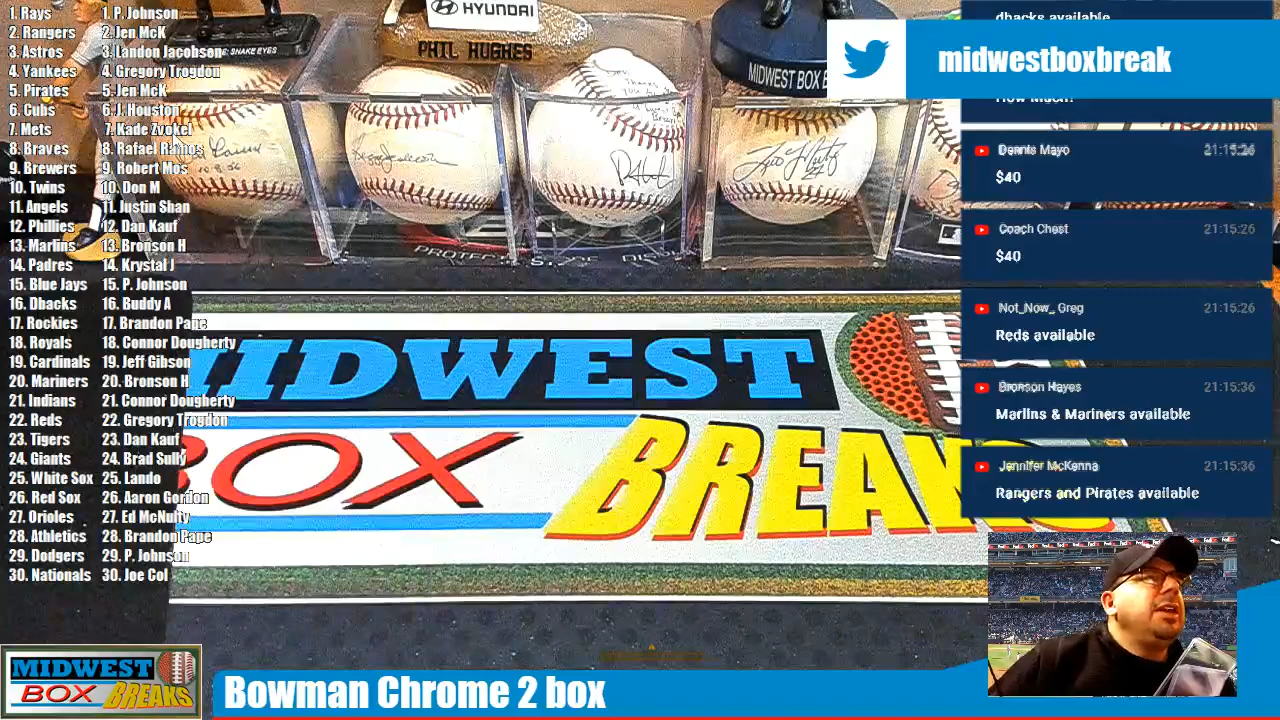 1. Rays 1. P. Johnson
2. Rangers 2. Jen McK
3. Astros 3. Landon Jacobson
4. Yankees 4. Gregory Trogdon
5. Pirates 5. Jen McK
6. Cubs 6. J. Houston
7. Mets 7. Kade Zvokel
8. Braves 8. Rafael Ramos
9. Brewers 9. Robert Mos
10. Twins 10. Don M
11. Angels 11. Justin Shan
12. Phillies 12. Dan Kauf
13. Marlins 13. Bronson H
14. Padres 14. Krystal J
15. Blue Jays 15. P. Johnson
16. Dbacks 16. Buddy A
17. Rockies 17. Brandon Pape
18. Royals 18. Connor Dougherty
19. Cardinals 19. Jeff Gibson
20. Mariners 20. Bronson H
21. Indians 21. Connor Dougherty
22. Reds 22. Gregory Trogdon
23. Tigers 23. Dan Kauf
24. Giants 24. Brad Sully
25. White Sox 25. Lando
26. Red Sox 26. Aaron Gordon
27. Orioles 27. Ed McNulty
28. Athletics 28. Brandon Pape
29. Dodgers 29. P. Johnson
30. Nationals 30. Joe Col
SNAKE EYES
HYUNDAI
PHIL HUGHES
MIDWEST BOX B
MIDWEST
BOX BREAK
dbacks available
midwestboxbreak
How Much?
Dennis Mayo 21:15:26
$40
Coach Chest 21:15:26
$40
Not_Now_Greg 21:15:26
Reds available
Bronson Hayes 21:15:36
Marlins & Mariners available
Jennifer McKenna 21:15:36
Rangers and Pirates available
MIDWEST
BOX BREAKS
Bowman Chrome 2 box